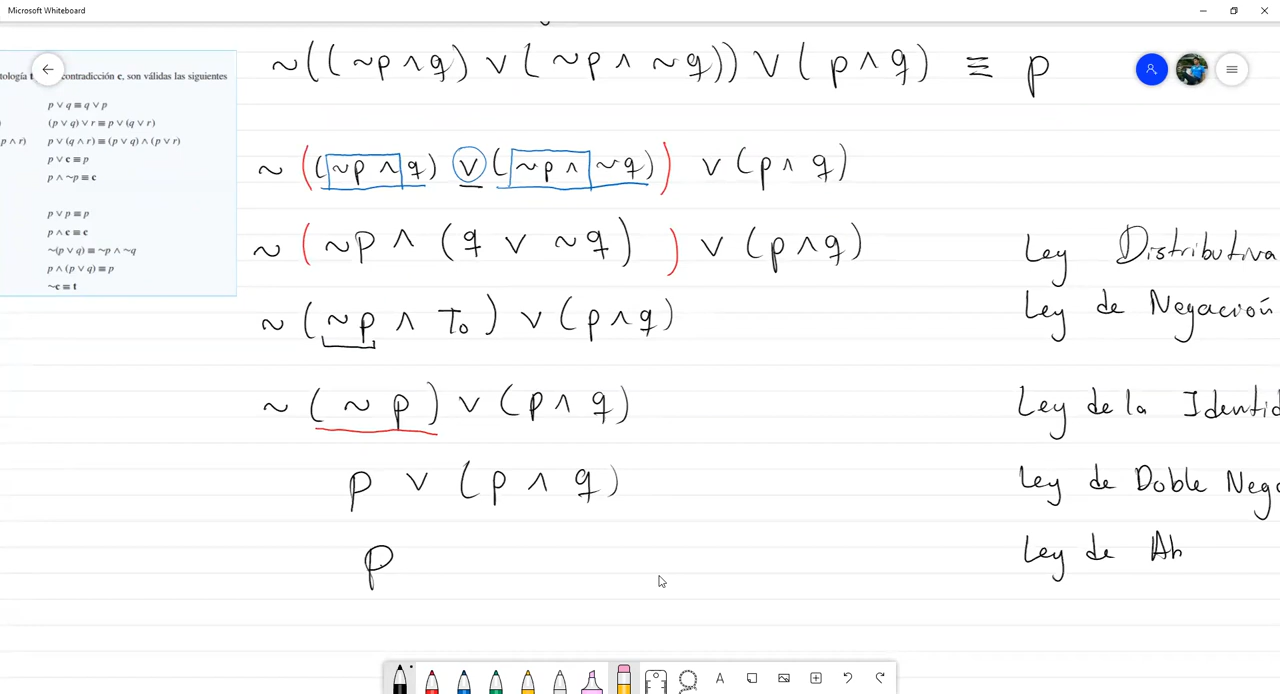 Microsoft Whiteboard
~((~p∧q) ∨ (~p∧ ~q)) ∨ (p∧q) ≡ p
tología t contradicción c, son válidas las siguientes
p ∨ q ≡ q ∨ p
(p ∨ q) ∨ r ≡ p ∨ (q ∨ r)
p ∧ r) p ∨ (q ∧ r) ≡ (p ∨ q) ∧ (p ∨ r)
p ∨ c ≡ p
p ∧ ~p ≡ c
p ∨ p ≡ p
p ∧ c ≡ c
~(p ∨ q) ≡ ~p ∧ ~q
p ∧ (p ∨ q) ≡ p
~c ≡ t
~ ((~p ∧ q) ∨ (~p ∧ ~q)) ∨ (p ∧ q)
~ (~p ∧ (q ∨ ~q) ) ∨ (p∧q) Ley Distributiva
~ (~p ∧ To) ∨ (p∧q) Ley de Negación
~ (~p) ∨ (p∧ q) Ley de la Identid
p ∨ (p ∧ q) Ley de Doble Nega
p Ley de Ab
A